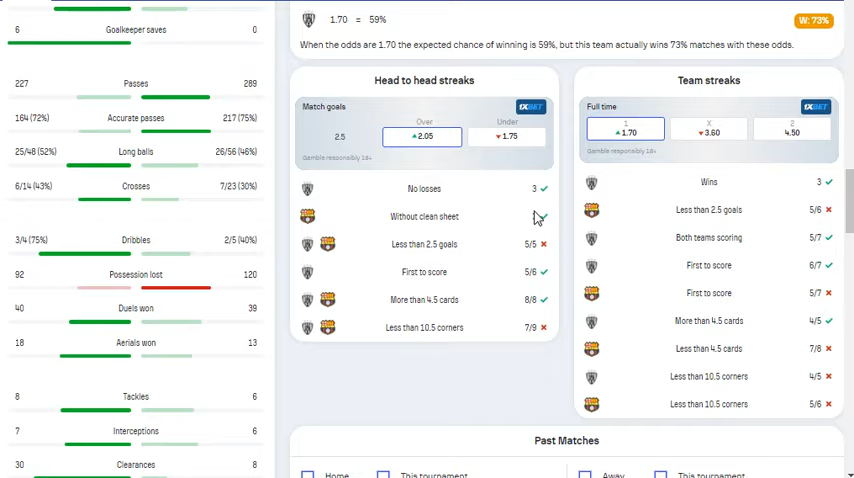 6 Goalkeeper saves 0
227 Passes 289
164 (72%) Accurate passes 217 (75%)
25/48 (52%) Long balls 26/56 (46%)
6/14 (43%) Crosses 7/23 (30%)
3/4 (75%) Dribbles 2/5 (40%)
92 Possession lost 120
40 Duels won 39
18 Aerials won 13
8 Tackles 6
7 Interceptions 6
30 Clearances 8
1.70 = 59% W: 73%
When the odds are 1.70 the expected chance of winning is 59%, but this team actually wins 73% matches with these odds.
Head to head streaks
Match goals 1XBET
Over Under
2.5 2.05 1.75
Gamble responsibly 18+
No losses 3
Without clean sheet
Less than 2.5 goals 5/5
First to score 5/6
More than 4.5 cards 8/8
Less than 10.5 corners 7/9
Team streaks
Full time 1XBET
1 X 2
1.70 3.60 4.50
Gamble responsibly 18+
Wins 3
Less than 2.5 goals 5/6
Both teams scoring 5/7
First to score 6/7
First to score 5/7
More than 4.5 cards 4/5
Less than 4.5 cards 7/8
Less than 10.5 corners 4/5
Less than 10.5 corners 5/6
Past Matches
Home This tournament Away This tournament